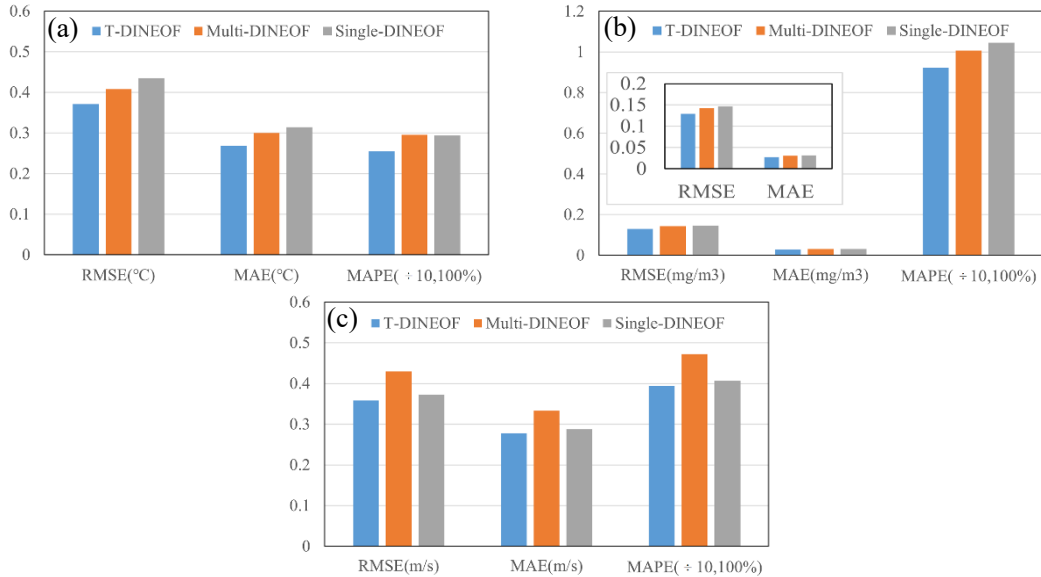 (a)
T-DINEOF Multi-DINEOF Single-DINEOF
0.6
0.5
0.4
0.3
0.2
0.1
0
RMSE(℃) MAE(℃) MAPE( ÷ 10,100%)
(b)
T-DINEOF Multi-DINEOF Single-DINEOF
1.2
1
0.8
0.6
0.4
0.2
0
0.2
0.15
0.1
0.05
0
RMSE MAE
RMSE(mg/m3) MAE(mg/m3) MAPE( ÷ 10,100%)
(c)
T-DINEOF Multi-DINEOF Single-DINEOF
0.6
0.5
0.4
0.3
0.2
0.1
0
RMSE(m/s) MAE(m/s) MAPE( ÷ 10,100%)